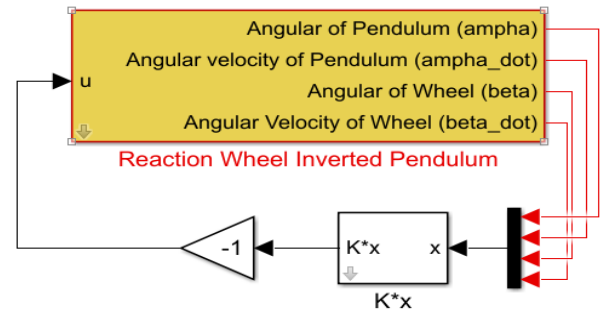 Angular of Pendulum (ampha)
Angular velocity of Pendulum (ampha_dot)
u
Angular of Wheel (beta)
Angular Velocity of Wheel (beta_dot)
Reaction Wheel Inverted Pendulum
-1
K*x
x
K*x